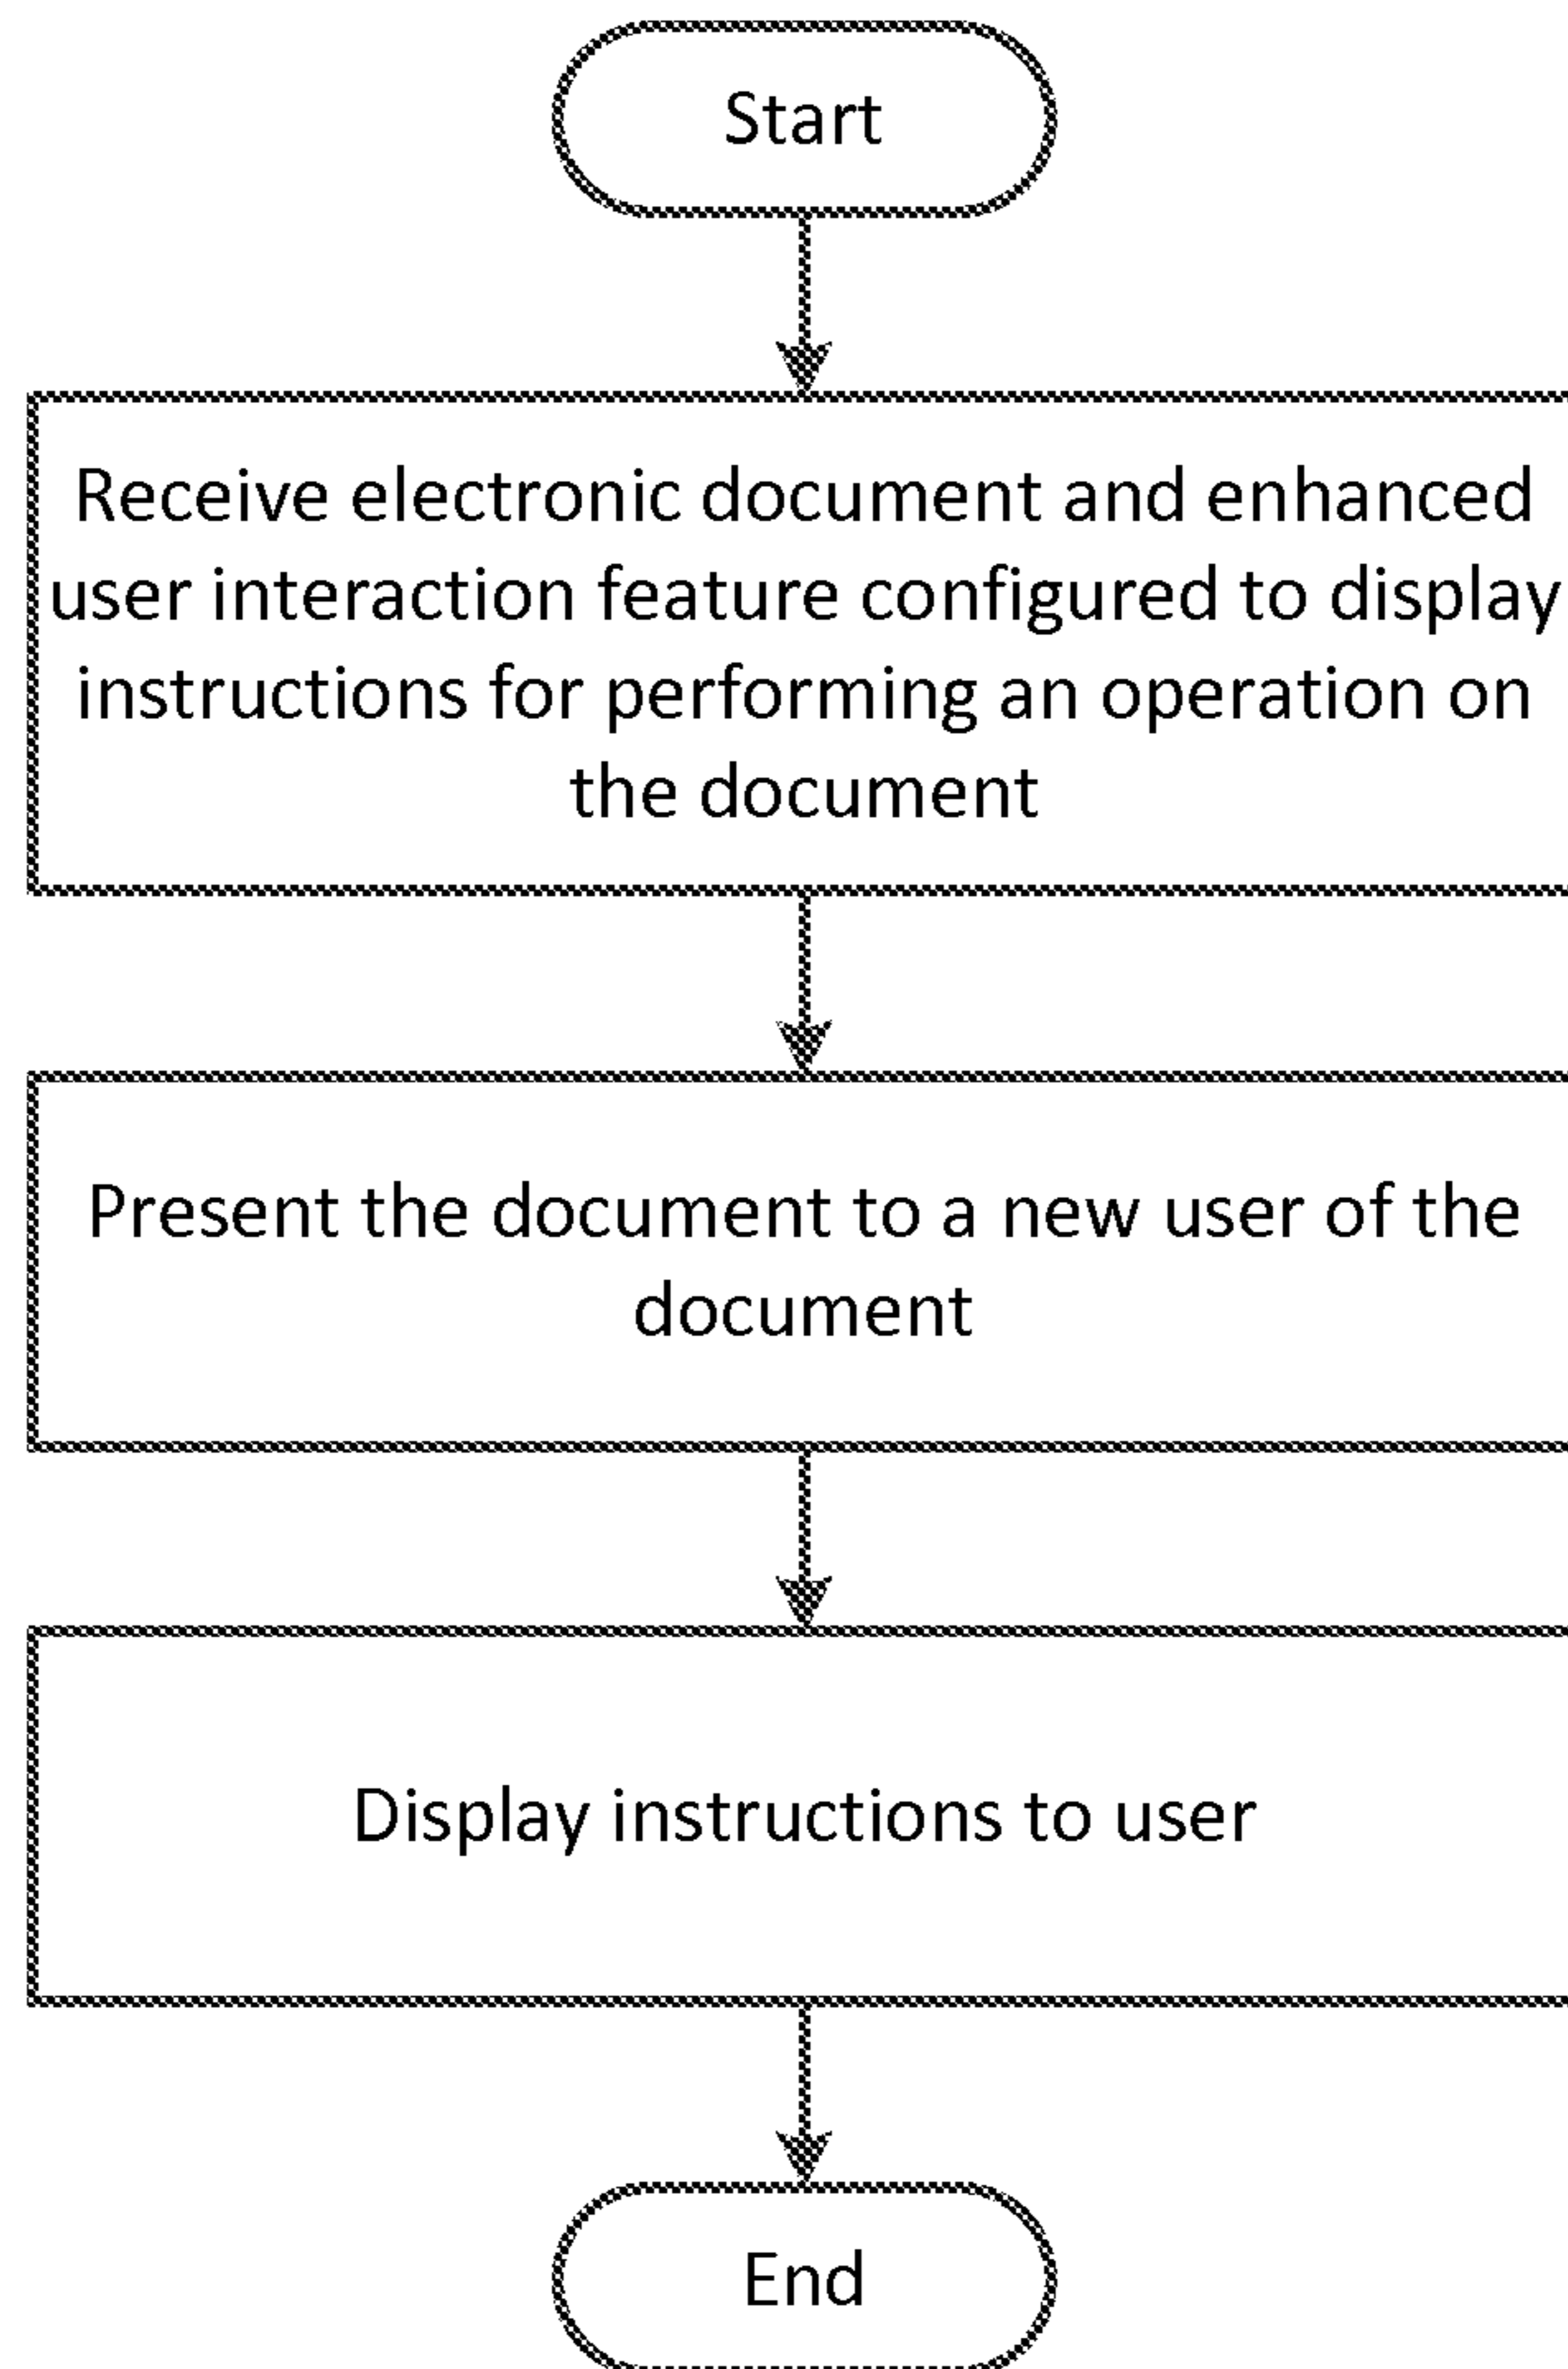 Start
Receive electronic document and enhanced
user interaction feature configured to display
instructions for performing an operation on
the document
Present the document to a new user of the
document
Display instructions to user
End